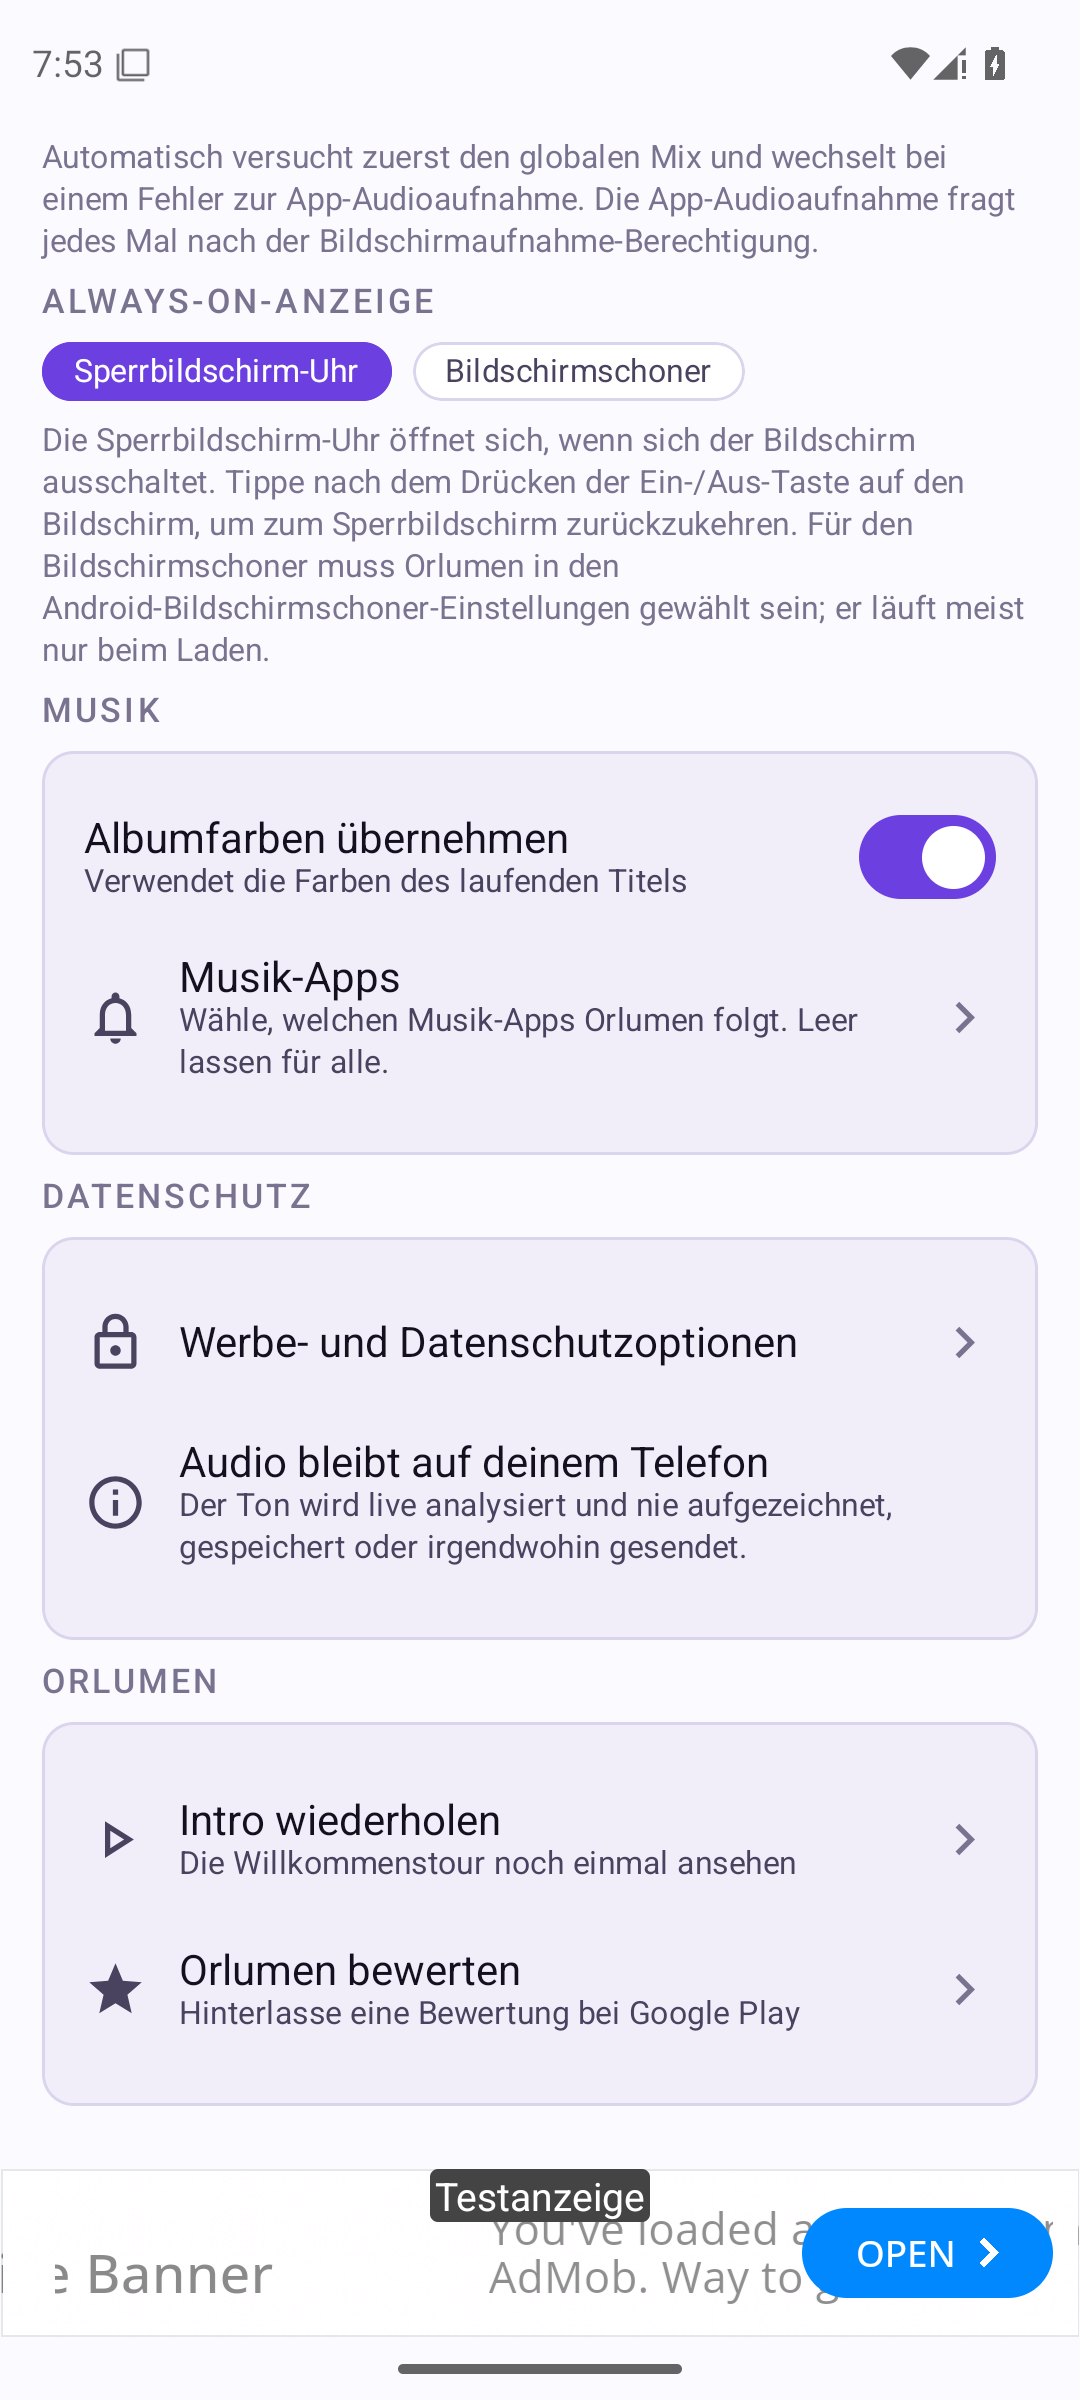 7:53
Automatisch versucht zuerst den globalen Mix und wechselt bei
einem Fehler zur App-Audioaufnahme. Die App-Audioaufnahme fragt
jedes Mal nach der Bildschirmaufnahme-Berechtigung.
ALWAYS-ON-ANZEIGE
Sperrbildschirm-Uhr
Bildschirmschoner
Die Sperrbildschirm-Uhr öffnet sich, wenn sich der Bildschirm
ausschaltet. Tippe nach dem Drücken der Ein-/Aus-Taste auf den
Bildschirm, um zum Sperrbildschirm zurückzukehren. Für den
Bildschirmschoner muss Orlumen in den
Android-Bildschirmschoner-Einstellungen gewählt sein; er läuft meist
nur beim Laden.
MUSIK
Albumfarben übernehmen
Verwendet die Farben des laufenden Titels
Musik-Apps
Wähle, welchen Musik-Apps Orlumen folgt. Leer
lassen für alle.
DATENSCHUTZ
Werbe- und Datenschutzoptionen
Audio bleibt auf deinem Telefon
Der Ton wird live analysiert und nie aufgezeichnet,
gespeichert oder irgendwohin gesendet.
ORLUMEN
Intro wiederholen
Die Willkommenstour noch einmal ansehen
Orlumen bewerten
Hinterlasse eine Bewertung bei Google Play
Testanzeige
Banner
You've loaded
AdMob. Way to
OPEN